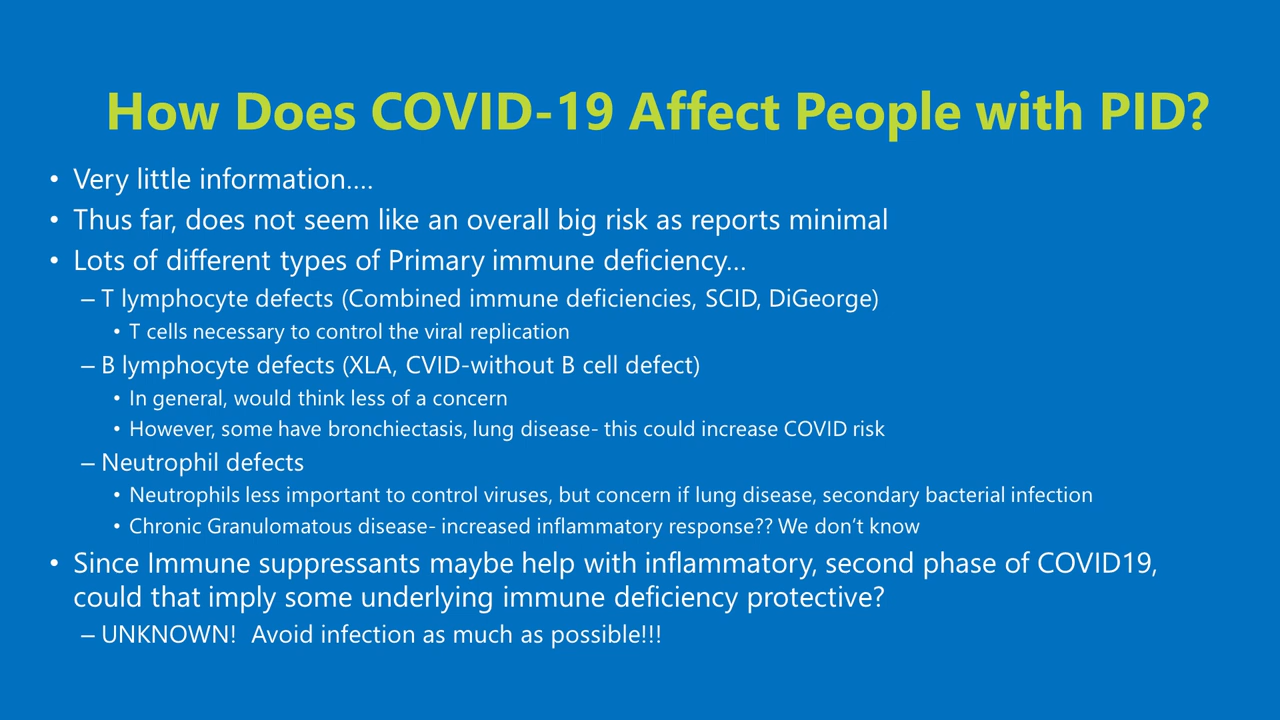 How Does COVID-19 Affect People with PID?
• Very little information....
• Thus far, does not seem like an overall big risk as reports minimal
• Lots of different types of Primary immune deficiency...
– T lymphocyte defects (Combined immune deficiencies, SCID, DiGeorge)
• T cells necessary to control the viral replication
– B lymphocyte defects (XLA, CVID-without B cell defect)
• In general, would think less of a concern
• However, some have bronchiectasis, lung disease- this could increase COVID risk
– Neutrophil defects
• Neutrophils less important to control viruses, but concern if lung disease, secondary bacterial infection
• Chronic Granulomatous disease- increased inflammatory response?? We don't know
• Since Immune suppressants maybe help with inflammatory, second phase of COVID19,
could that imply some underlying immune deficiency protective?
– UNKNOWN!  Avoid infection as much as possible!!!